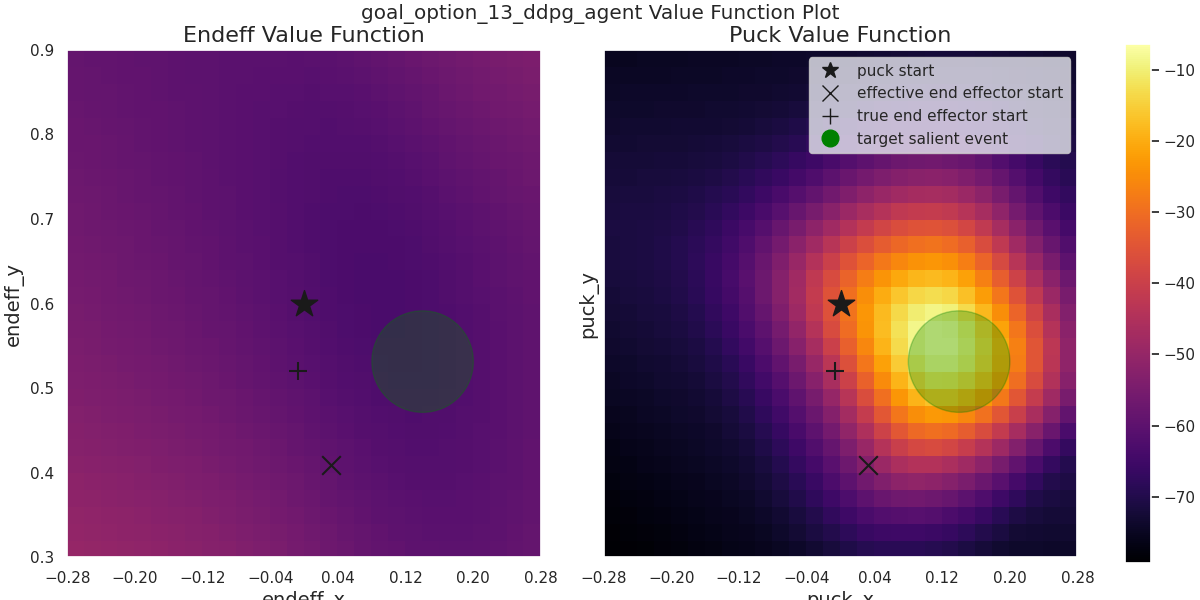 goal_option_13_ddpg_agent Value Function Plot
Endeff Value Function
Puck Value Function
puck start
effective end effector start
true end effector start
target salient event
0.9
0.8
0.7
0.6
0.5
0.4
0.3
endeff_y
−0.28 −0.20 −0.12 −0.04 0.04 0.12 0.20 0.28
endeff_x
puck_y
−0.28 −0.20 −0.12 −0.04 0.04 0.12 0.20 0.28
puck_x
−10
−20
−30
−40
−50
−60
−70